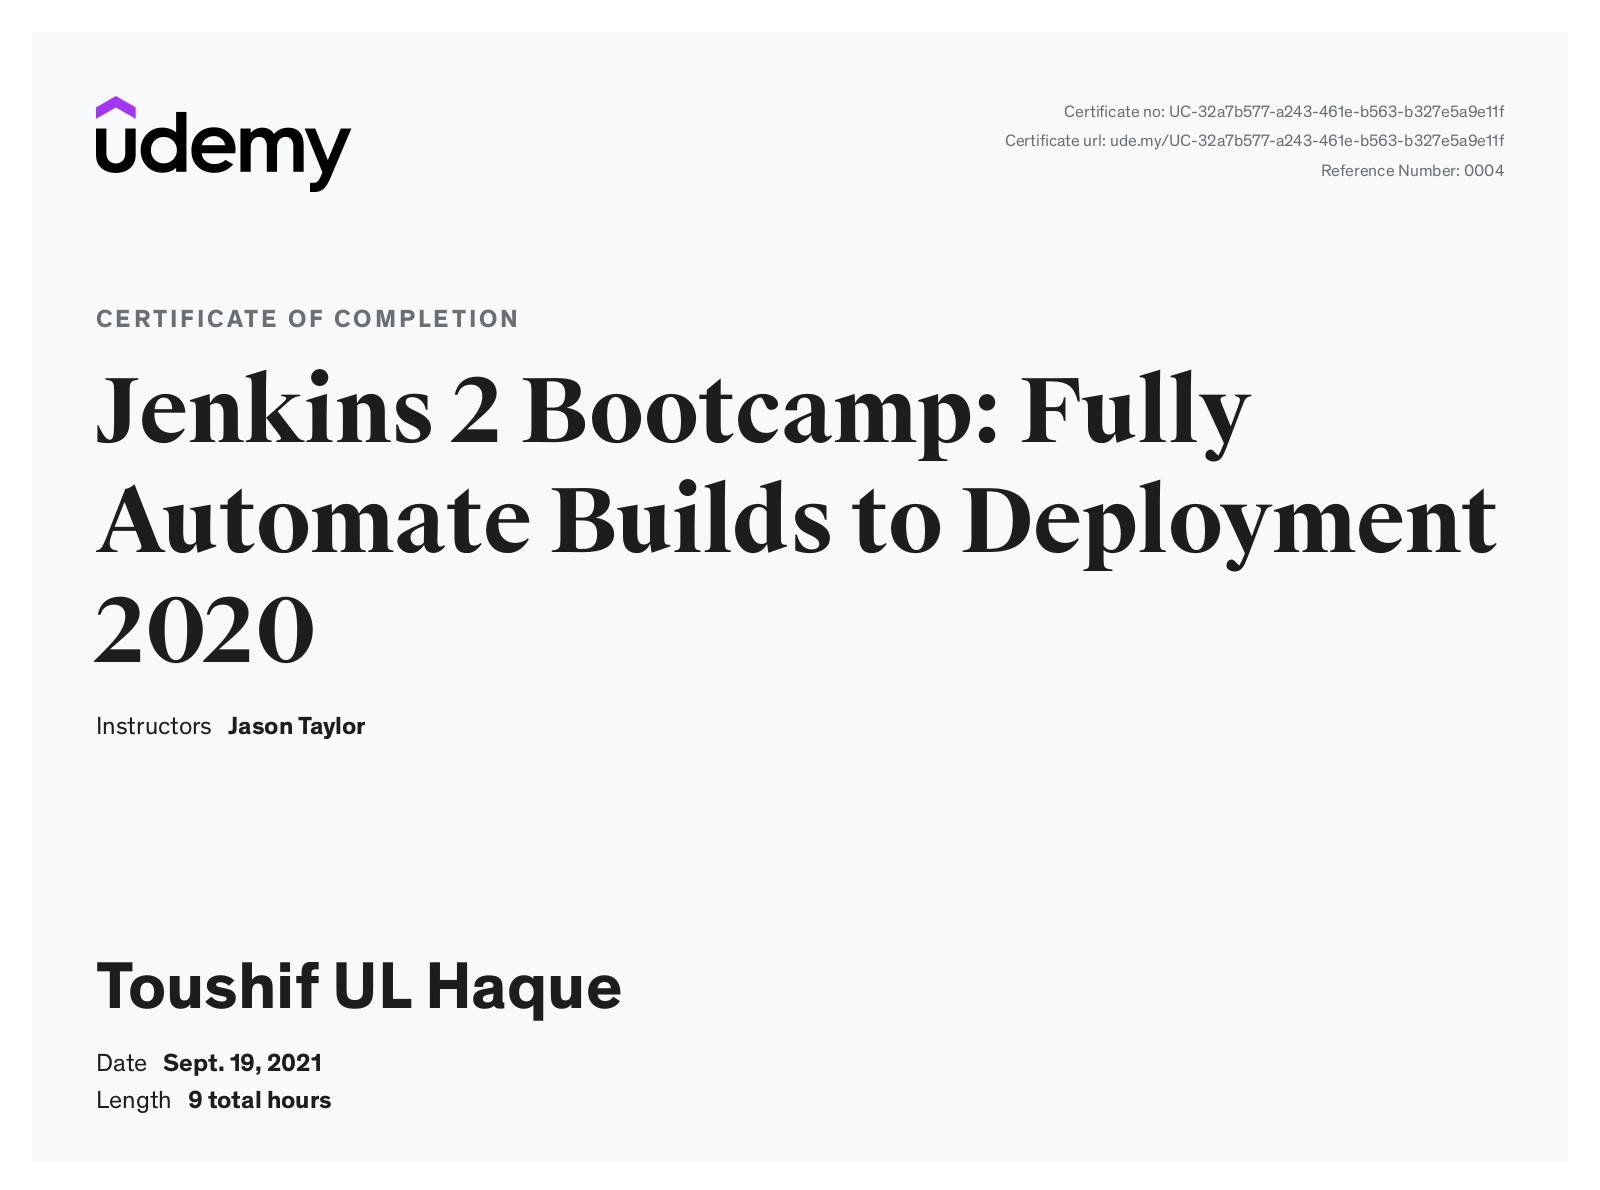 udemy
Certificate no: UC-32a7b577-a243-461e-b563-b327e5a9e11f
Certificate url: ude.my/UC-32a7b577-a243-461e-b563-b327e5a9e11f
Reference Number: 0004
CERTIFICATE OF COMPLETION
Jenkins 2 Bootcamp: Fully
Automate Builds to Deployment
2020
Instructors Jason Taylor
Toushif UL Haque
Date Sept. 19, 2021
Length 9 total hours